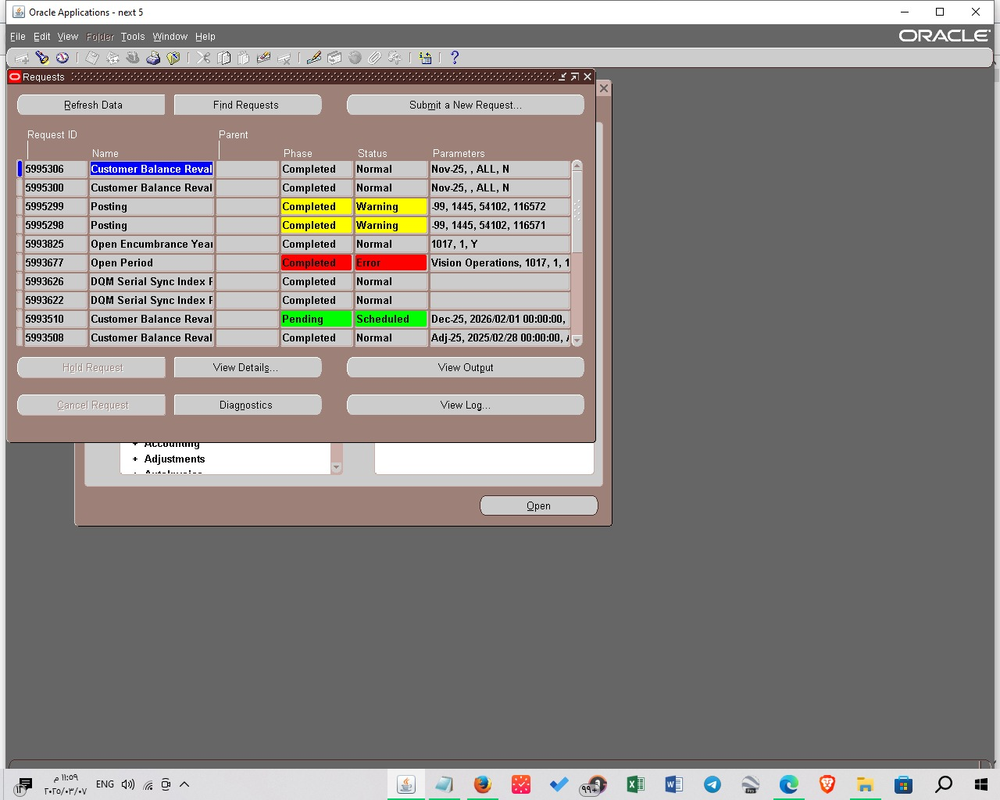 Oracle Applications - next 5
File Edit View Folder Tools Window Help
ORACLE
Requests
Refresh Data Find Requests Submit a New Request...
Request ID Parent
Name Phase Status Parameters
5995306 Customer Balance Reval Completed Normal Nov-25, , ALL, N
5995300 Customer Balance Reval Completed Normal Nov-25, , ALL, N
5995299 Posting Completed Warning -99, 1445, 54102, 116572
5995298 Posting Completed Warning -99, 1445, 54102, 116571
5993825 Open Encumbrance Year Completed Normal 1017, 1, Y
5993677 Open Period Completed Error Vision Operations, 1017, 1, 1
5993626 DQM Serial Sync Index Completed Normal
5993622 DQM Serial Sync Index Completed Normal
5993510 Customer Balance Reval Pending Scheduled Dec-25, 2026/02/01 00:00:00,
5993508 Customer Balance Reval Completed Normal Adj-25, 2025/02/28 00:00:00,
Hold Request View Details... View Output
Cancel Request Diagnostics View Log...
+ Accounting
+ Adjustments
+ AutoInvoice
Open
١١:٥٩ م
ENG
٢٠٢٥/٠٣/٠٧
٩٩+
Pro